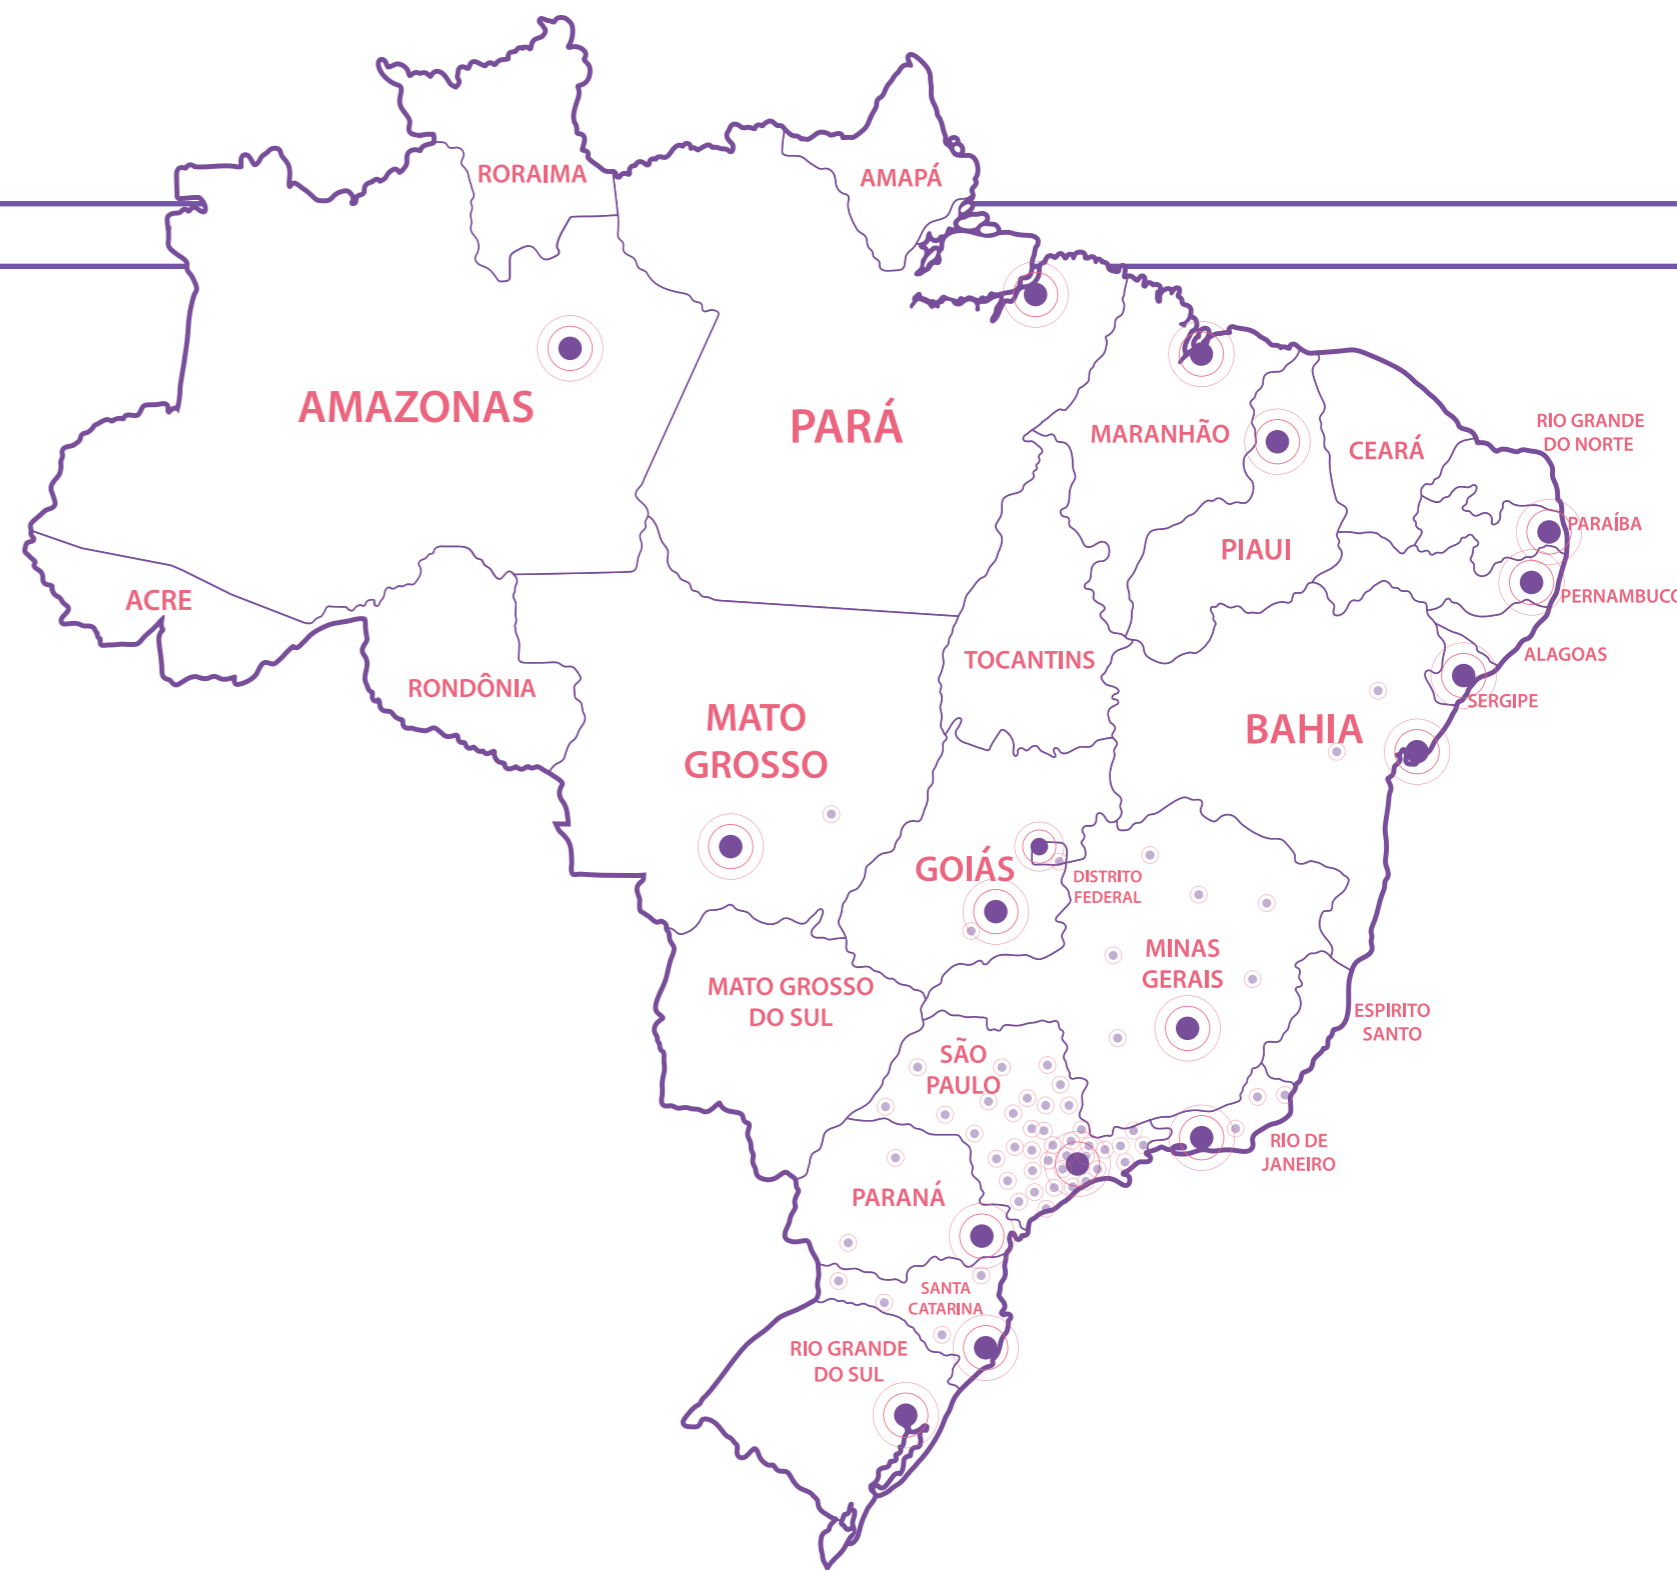 RORAIMA
AMAPÁ
AMAZONAS
PARÁ
MARANHÃO
CEARÁ
RIO GRANDE
DO NORTE
PARAÍBA
PIAUI
PERNAMBUCO
ACRE
RONDÔNIA
TOCANTINS
ALAGOAS
SERGIPE
MATO
GROSSO
BAHIA
GOIÁS
DISTRITO
FEDERAL
MINAS
GERAIS
MATO GROSSO
DO SUL
ESPIRITO
SANTO
SÃO
PAULO
RIO DE
JANEIRO
PARANÁ
SANTA
CATARINA
RIO GRANDE
DO SUL